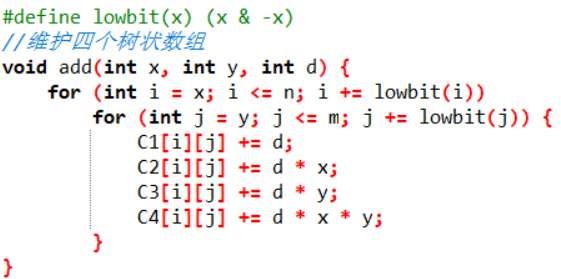 #define lowbit(x) (x & -x)
//维护四个树状数组
void add(int x, int y, int d) {
    for (int i = x; i <= n; i += lowbit(i))
        for (int j = y; j <= m; j += lowbit(j)) {
            C1[i][j] += d;
            C2[i][j] += d * x;
            C3[i][j] += d * y;
            C4[i][j] += d * x * y;
        }
}